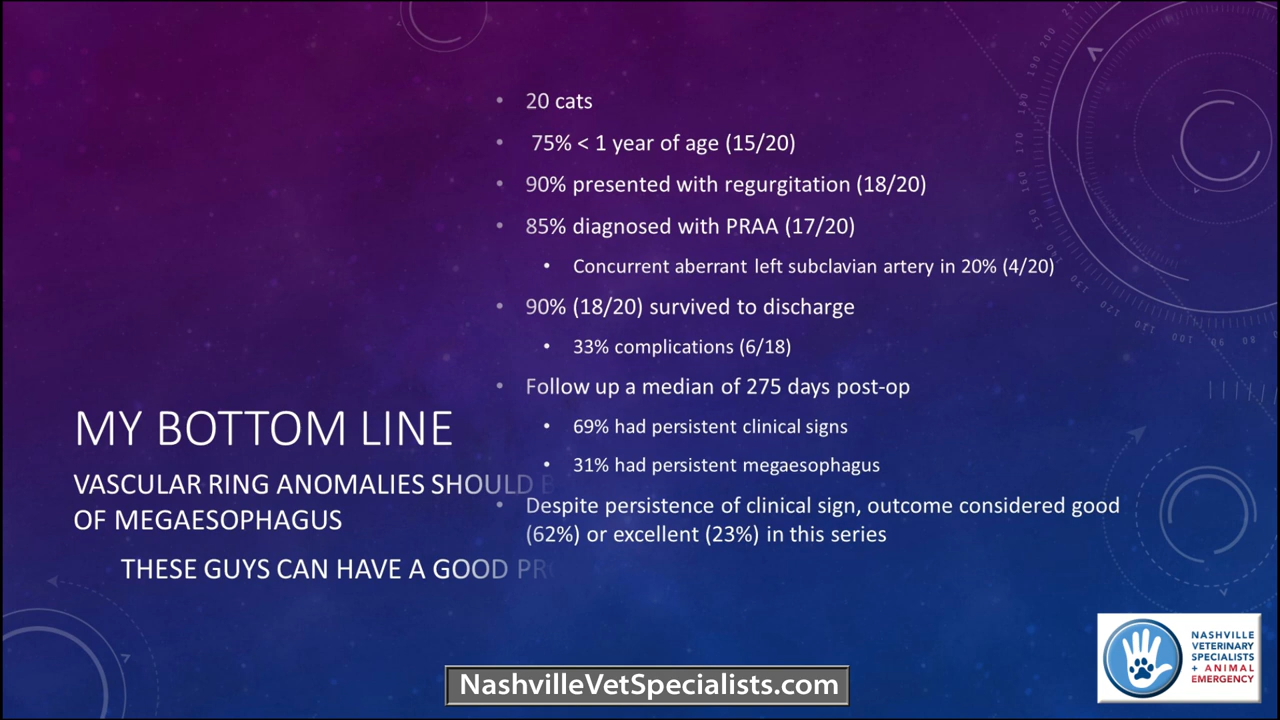 20 cats
75% < 1 year of age (15/20)
90% presented with regurgitation (18/20)
85% diagnosed with PRAA (17/20)
Concurrent aberrant left subclavian artery in 20% (4/20)
90% (18/20) survived to discharge
33% complications (6/18)
Follow up a median of 275 days post-op
69% had persistent clinical signs
31% had persistent megaesophagus
Despite persistence of clinical sign, outcome considered good
(62%) or excellent (23%) in this series
MY BOTTOM LINE
VASCULAR RING ANOMALIES SHOULD
OF MEGAESOPHAGUS
THESE GUYS CAN HAVE A GOOD
NashvilleVetSpecialists.com
NASHVILLE
VETERINARY
SPECIALISTS
+ ANIMAL
EMERGENCY